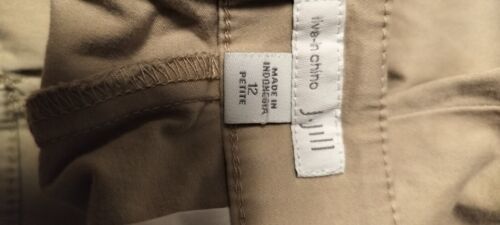 live-in chino
J.Jill
MADE IN
INDONESIA
12
PETITE